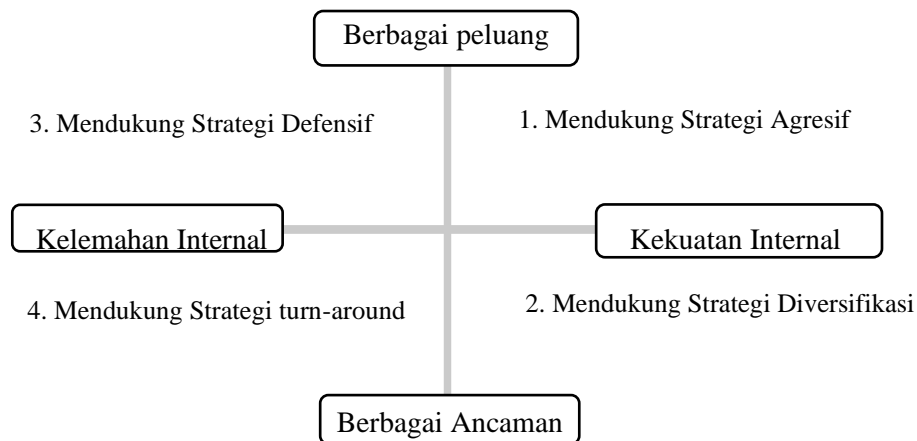 Berbagai peluang
3. Mendukung Strategi Defensif
1. Mendukung Strategi Agresif
Kelemahan Internal
Kekuatan Internal
4. Mendukung Strategi turn-around
2. Mendukung Strategi Diversifikasi
Berbagai Ancaman